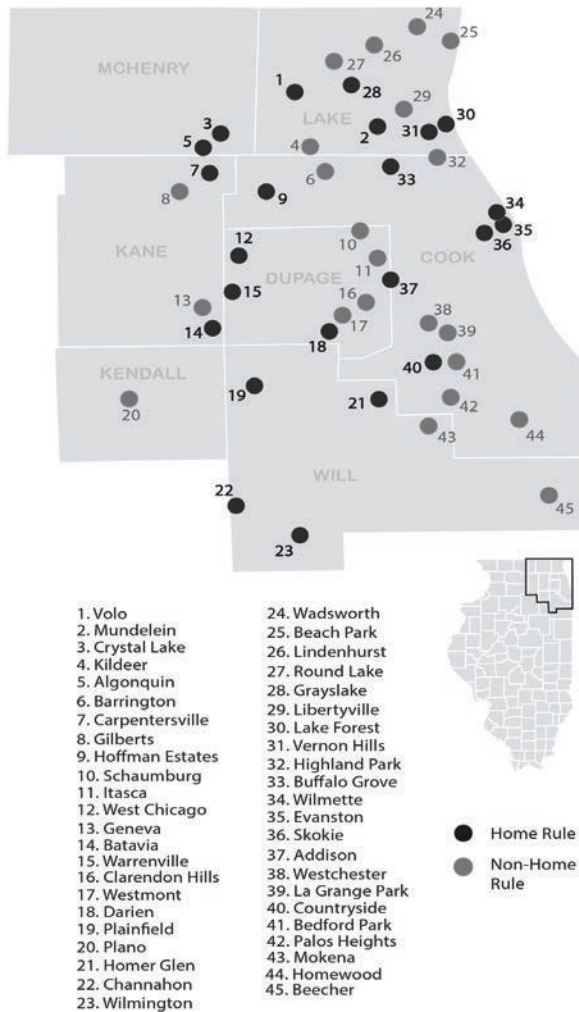 24
25
26
27
MCHENRY
1
28
29
LAKE
30
3
2
31
5
4
32
7
6
33
8
9
34
35
36
12
10
KANE
COOK
11
DUPAGE
37
15
16
13
38
17
14
39
18
40
41
KENDALL
19
21
20
42
44
43
WILL
22
45
23
1. Volo
2. Mundelein
3. Crystal Lake
4. Kildeer
5. Algonquin
6. Barrington
7. Carpentersville
8. Gilberts
9. Hoffman Estates
10. Schaumburg
11. Itasca
12. West Chicago
13. Geneva
14. Batavia
15. Warrenville
16. Clarendon Hills
17. Westmont
18. Darien
19. Plainfield
20. Plano
21. Homer Glen
22. Channahon
23. Wilmington
24. Wadsworth
25. Beach Park
26. Lindenhurst
27. Round Lake
28. Grayslake
29. Libertyville
30. Lake Forest
31. Vernon Hills
32. Highland Park
33. Buffalo Grove
34. Wilmette
35. Evanston
36. Skokie
37. Addison
38. Westchester
39. La Grange Park
40. Countryside
41. Bedford Park
42. Palos Heights
43. Mokena
44. Homewood
45. Beecher
Home Rule
Non-Home
Rule